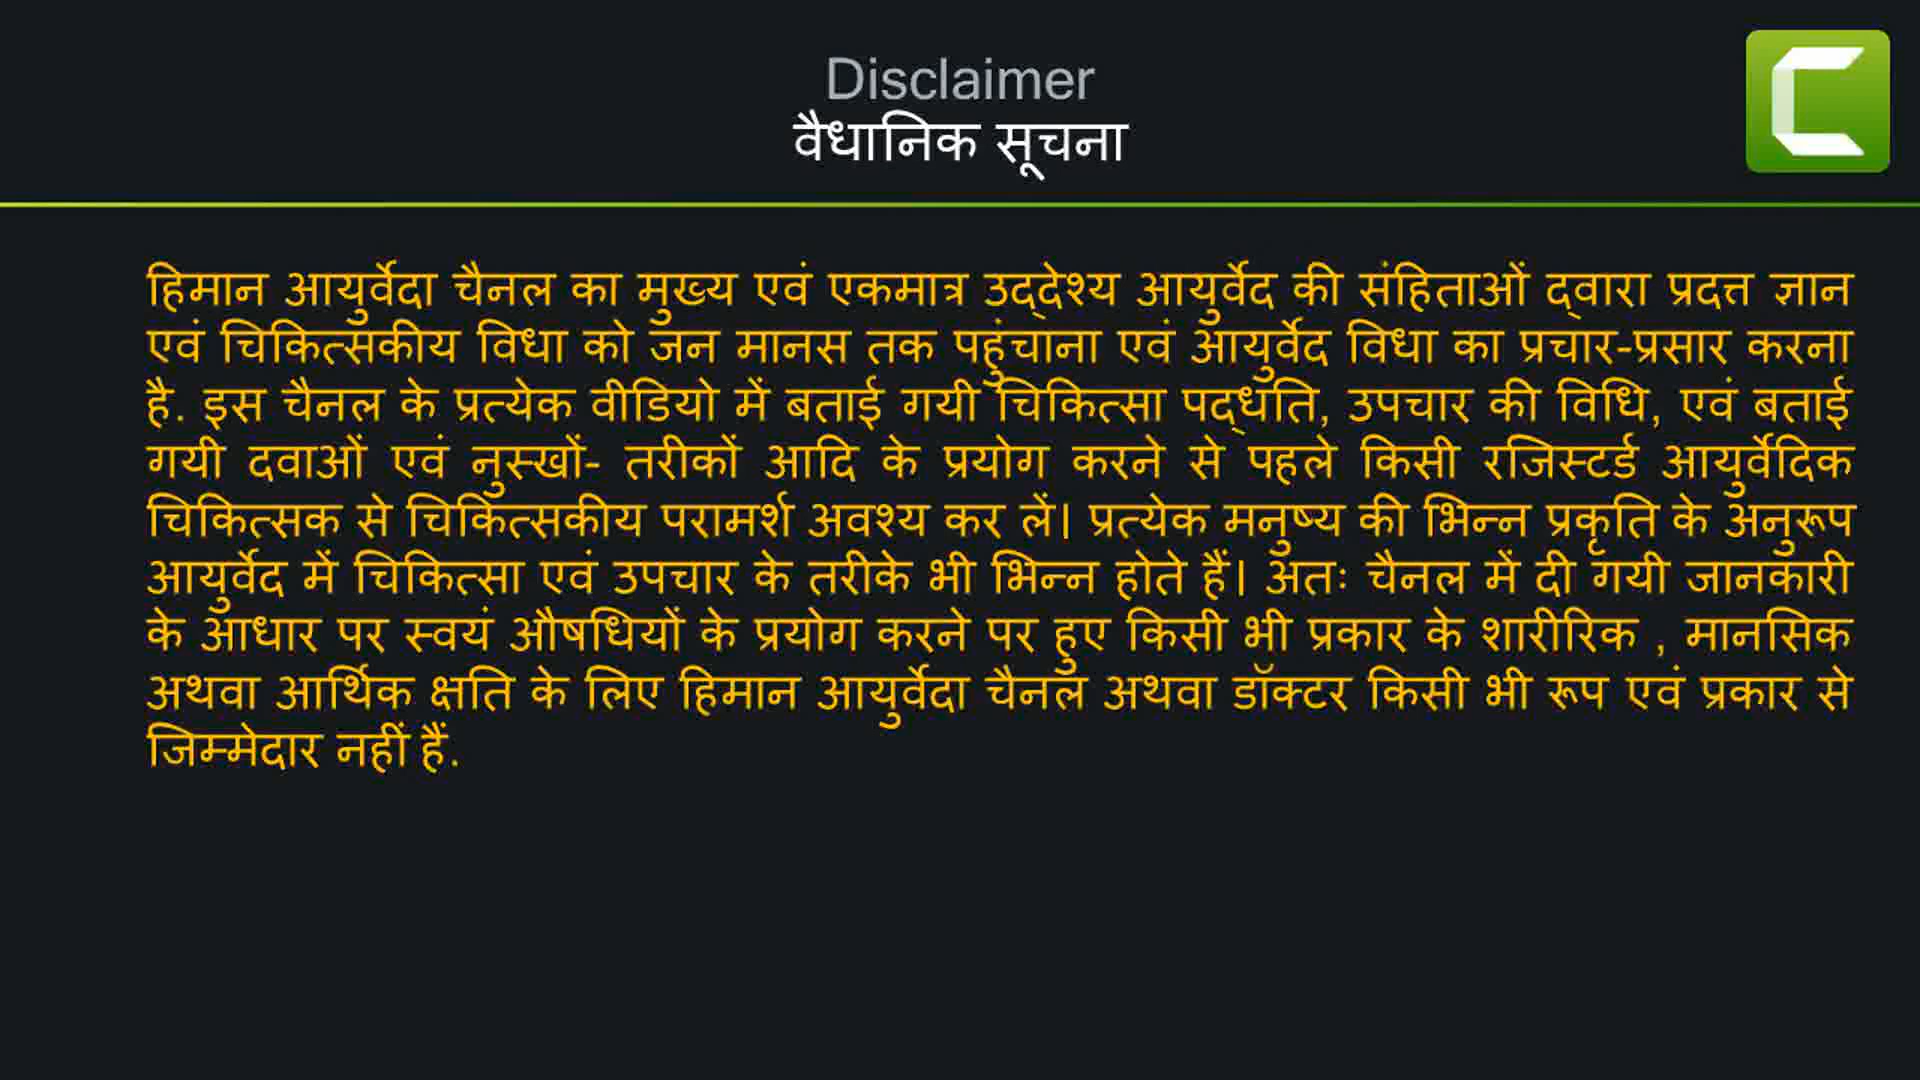 Disclaimer
वैधानिक सूचना
हिमान आयुर्वेदा चैनल का मुख्य एवं एकमात्र उद्देश्य आयुर्वेद की संहिताओं द्वारा प्रदत्त ज्ञान
एवं चिकित्सकीय विधा को जन मानस तक पहुंचाना एवं आयुर्वेद विधा का प्रचार-प्रसार करना
है. इस चैनल के प्रत्येक वीडियो में बताई गयी चिकित्सा पद्धति, उपचार की विधि, एवं बताई
गयी दवाओं एवं नुस्खों- तरीकों आदि के प्रयोग करने से पहले किसी रजिस्टर्ड आयुर्वेदिक
चिकित्सक से चिकित्सकीय परामर्श अवश्य कर लें। प्रत्येक मनुष्य की भिन्न प्रकृति के अनुरूप
आयुर्वेद में चिकित्सा एवं उपचार के तरीके भी भिन्न होते हैं। अतः चैनल में दी गयी जानकारी
के आधार पर स्वयं औषधियों के प्रयोग करने पर हुए किसी भी प्रकार के शारीरिक , मानसिक
अथवा आर्थिक क्षति के लिए हिमान आयुर्वेदा चैनल अथवा डॉक्टर किसी भी रूप एवं प्रकार से
जिम्मेदार नहीं हैं.